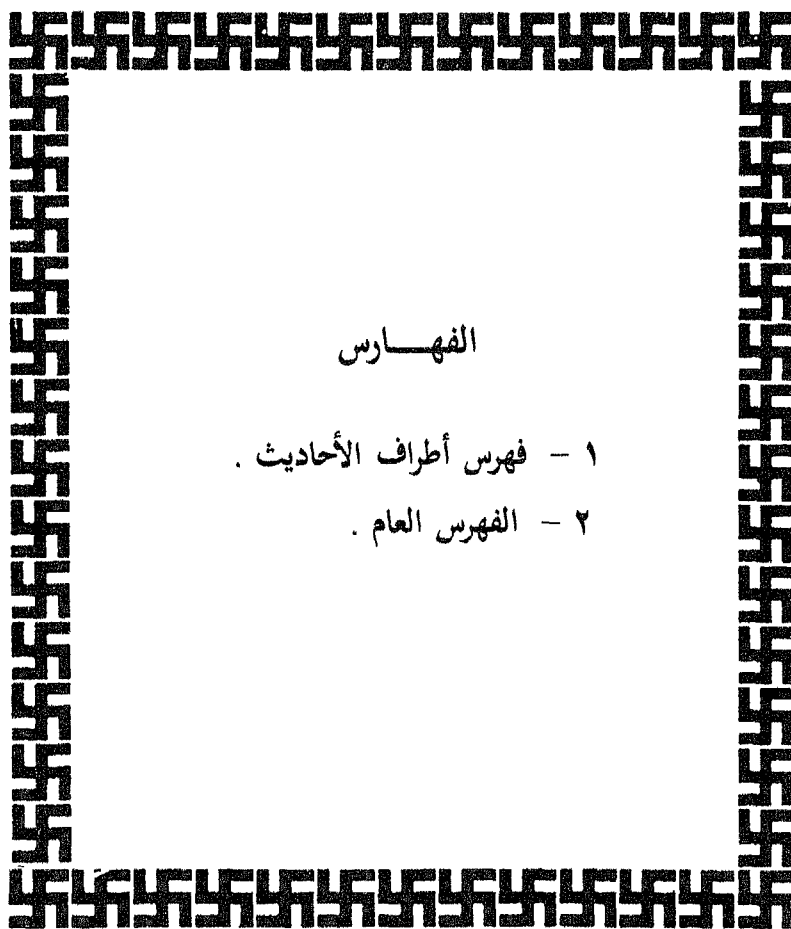 الفهـــارس
١ – فهرس أطراف الأحاديث .
٢ – الفهرس العام .